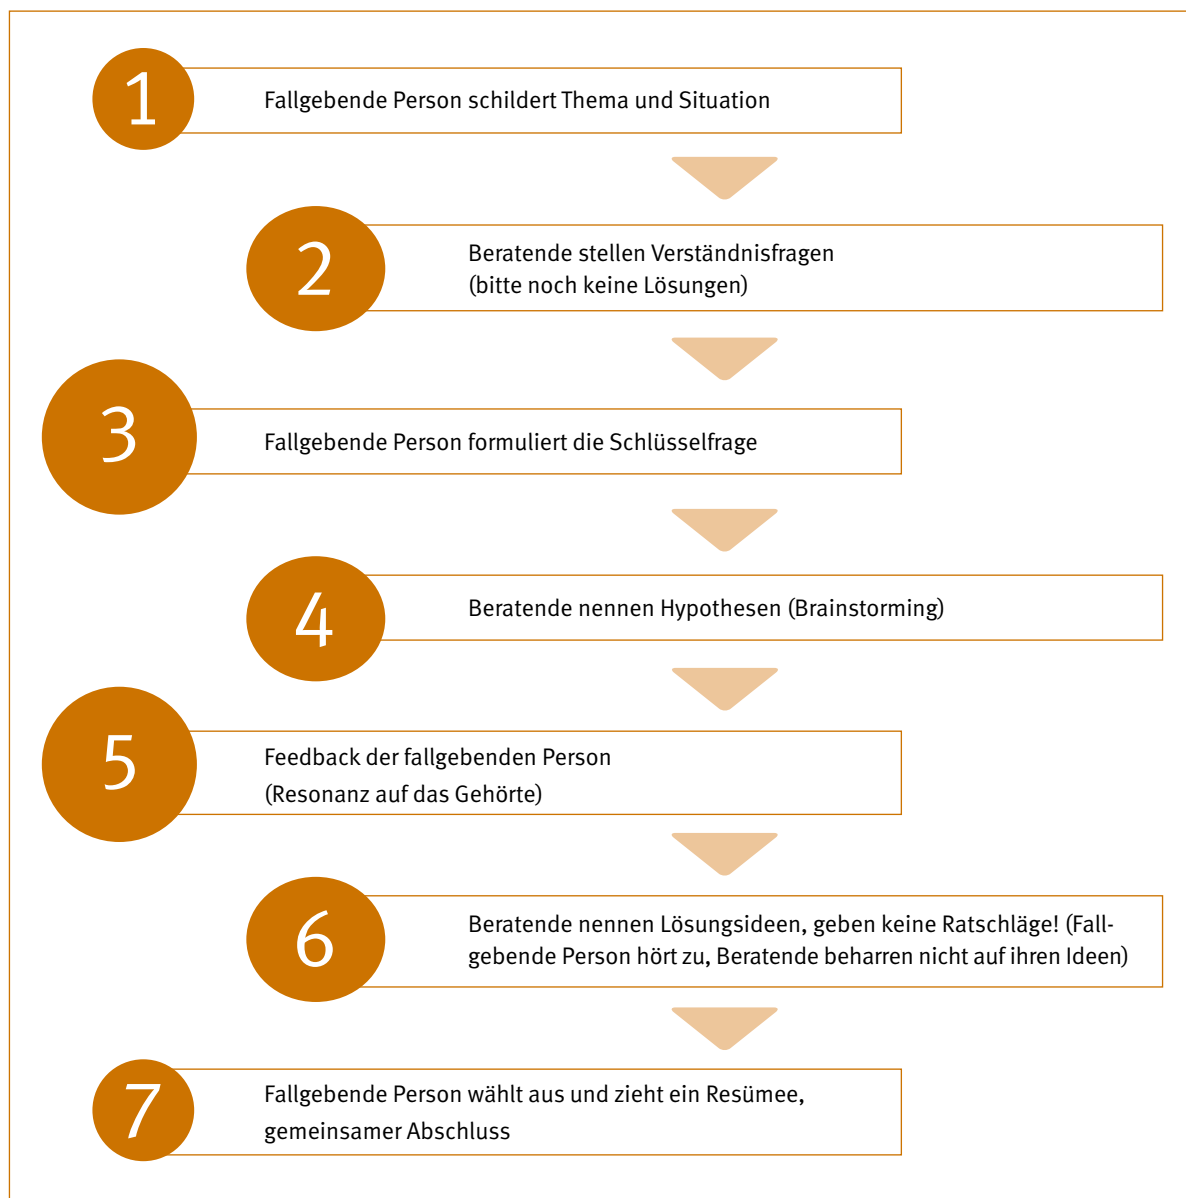 1
Fallgebende Person schildert Thema und Situation
2
Beratende stellen Verständnisfragen
(bitte noch keine Lösungen)
3
Fallgebende Person formuliert die Schlüsselfrage
4
Beratende nennen Hypothesen (Brainstorming)
5
Feedback der fallgebenden Person
(Resonanz auf das Gehörte)
6
Beratende nennen Lösungsideen, geben keine Ratschläge! (Fall-
gebende Person hört zu, Beratende beharren nicht auf ihren Ideen)
7
Fallgebende Person wählt aus und zieht ein Resümee,
gemeinsamer Abschluss